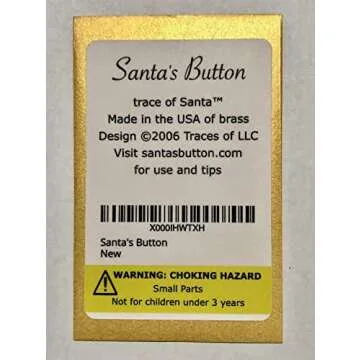 Santa's Button
trace of Santa™
Made in the USA of brass
Design ©2006 Traces of LLC
Visit santasbutton.com
for use and tips
X000IHWTXH
Santa's Button
New
WARNING: CHOKING HAZARD
Small Parts
Not for children under 3 years